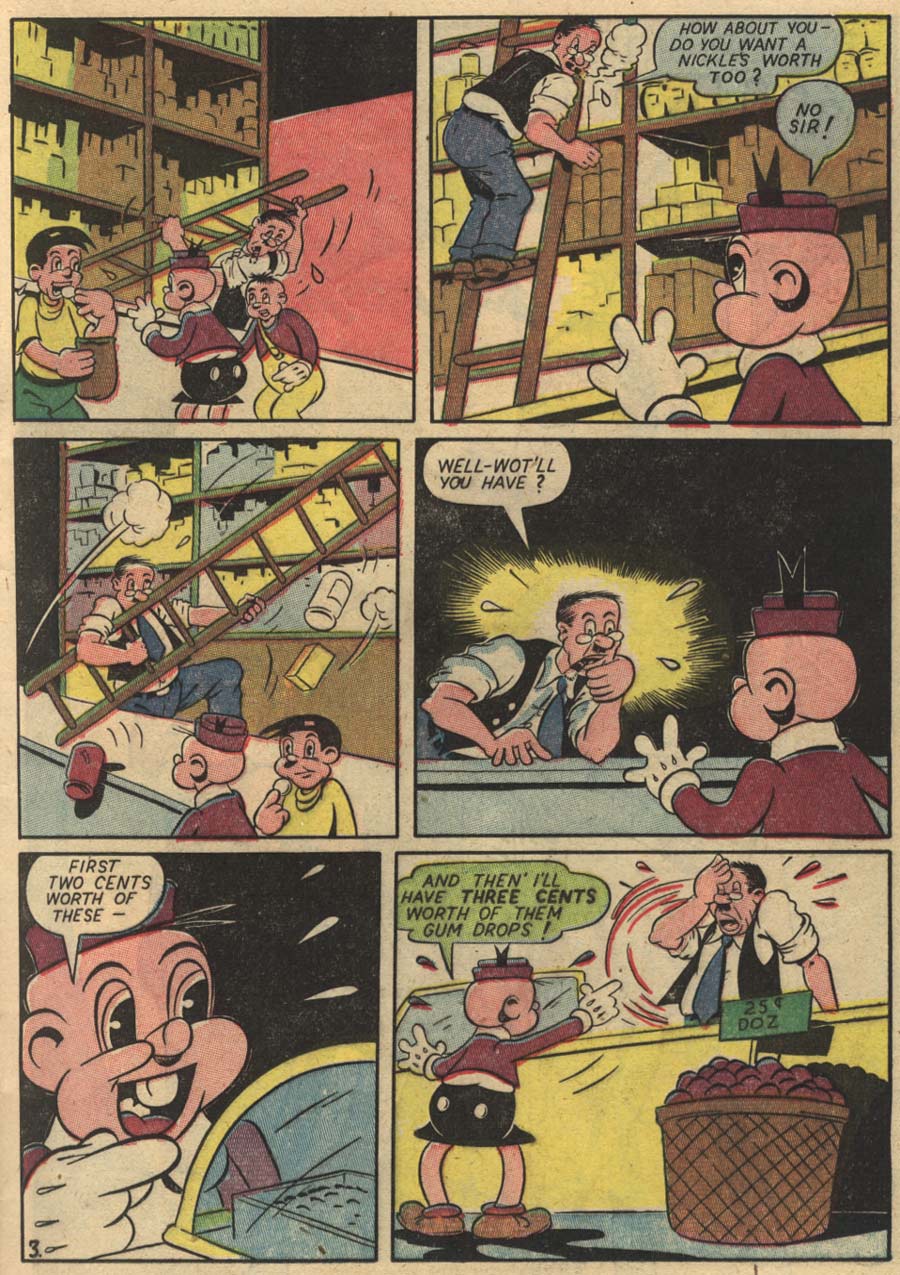 HOW ABOUT YOU-
DO YOU WANT A
NICKLE'S WORTH
TOO?
NO
SIR!
WELL-WOT'LL
YOU HAVE?
FIRST
TWO CENTS
WORTH OF
THESE -
AND THEN' I'LL
HAVE THREE CENTS
WORTH OF THEM
GUM DROPS!
25¢
DOZ
3.